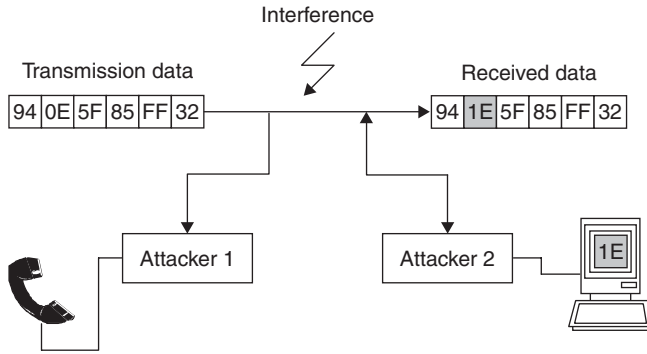 Interference
Transmission data
Received data
94 0E 5F 85 FF 32
94 1E 5F 85 FF 32
Attacker 1
Attacker 2
1E